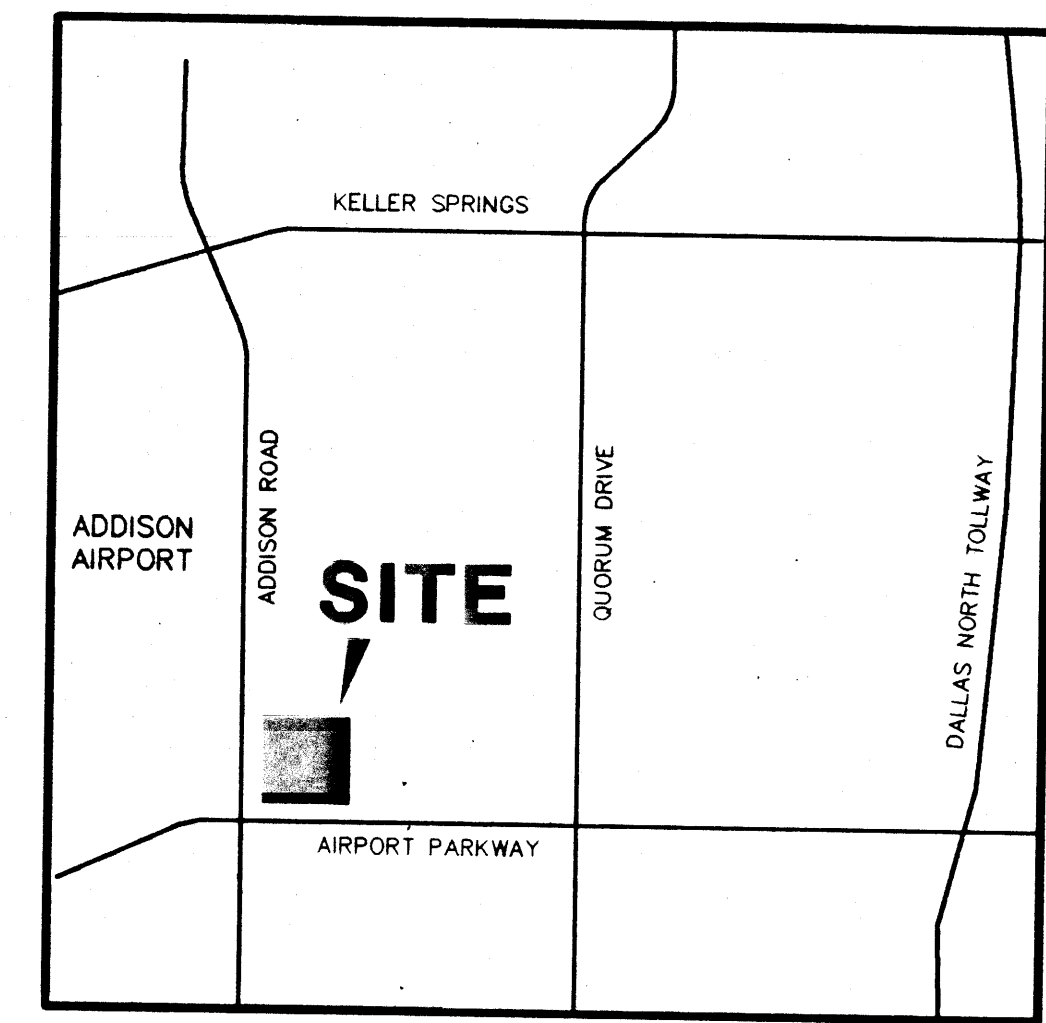 KELLER SPRINGS
ADDISON ROAD
QUORUM DRIVE
DALLAS NORTH TOLLWAY
ADDISON
AIRPORT
SITE
AIRPORT PARKWAY